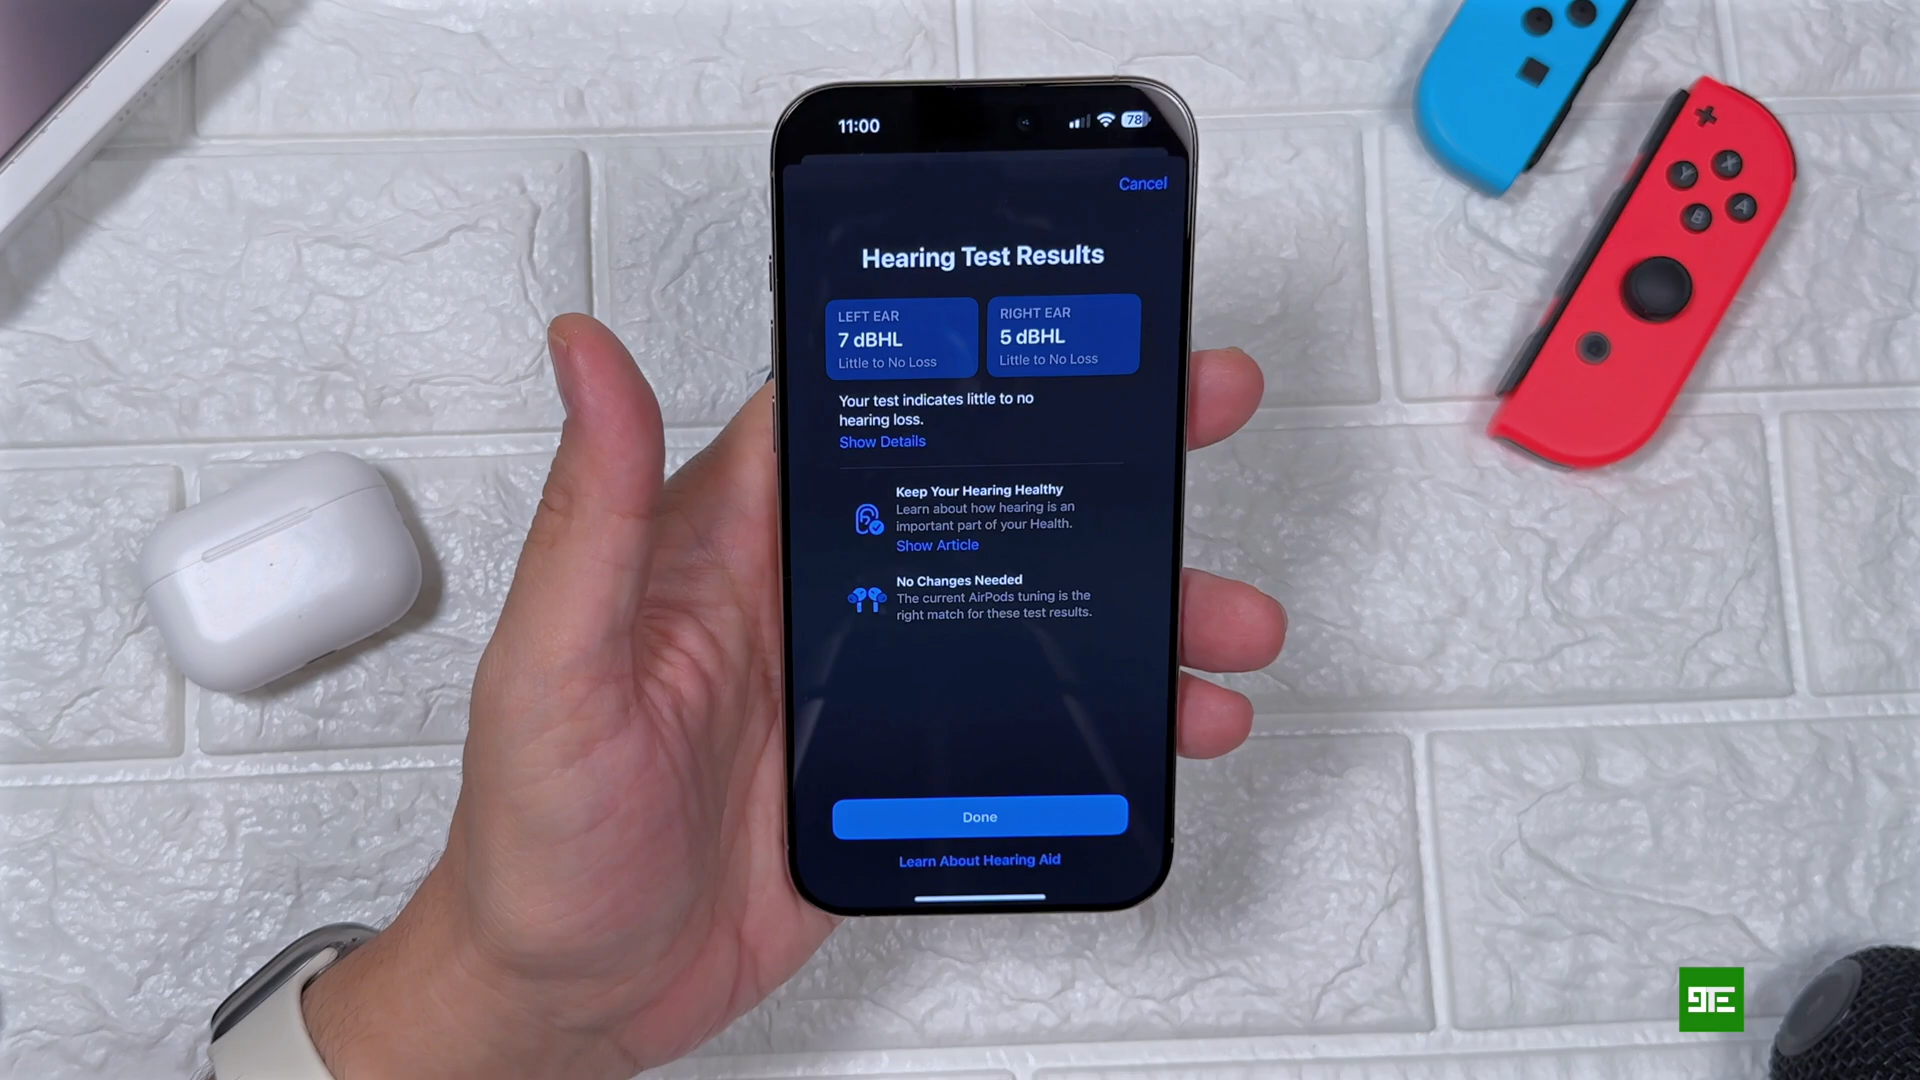 11:00
78
Cancel
Hearing Test Results
LEFT EAR
7 dBHL
Little to No Loss
RIGHT EAR
5 dBHL
Little to No Loss
Your test indicates little to no
hearing loss.
Show Details
Keep Your Hearing Healthy
Learn about how hearing is an
important part of your Health.
Show Article
No Changes Needed
The current AirPods tuning is the
right match for these test results.
Done
Learn About Hearing Aid
X
Y
A
B
9TE